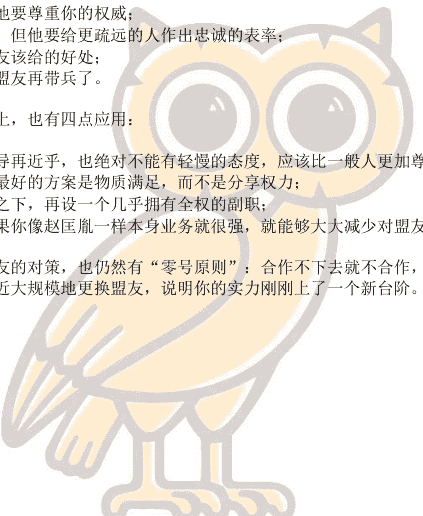 他要尊重你的权威；
，但他要给更疏远的人作出忠诚的表率；
友该给的好处；
盟友再带兵了。
上，也有四点应用：
导再近乎，也绝对不能有轻慢的态度，应该比一般人更加尊
最好的方案是物质满足，而不是分享权力；
之下，再设一个几乎拥有全权的副职；
果你像赵匡胤一样本身业务就很强，就能够大大减少对盟友
友的对策，也仍然有“零号原则”：合作不下去就不合作，
近大规模地更换盟友，说明你的实力刚刚上了一个新台阶。